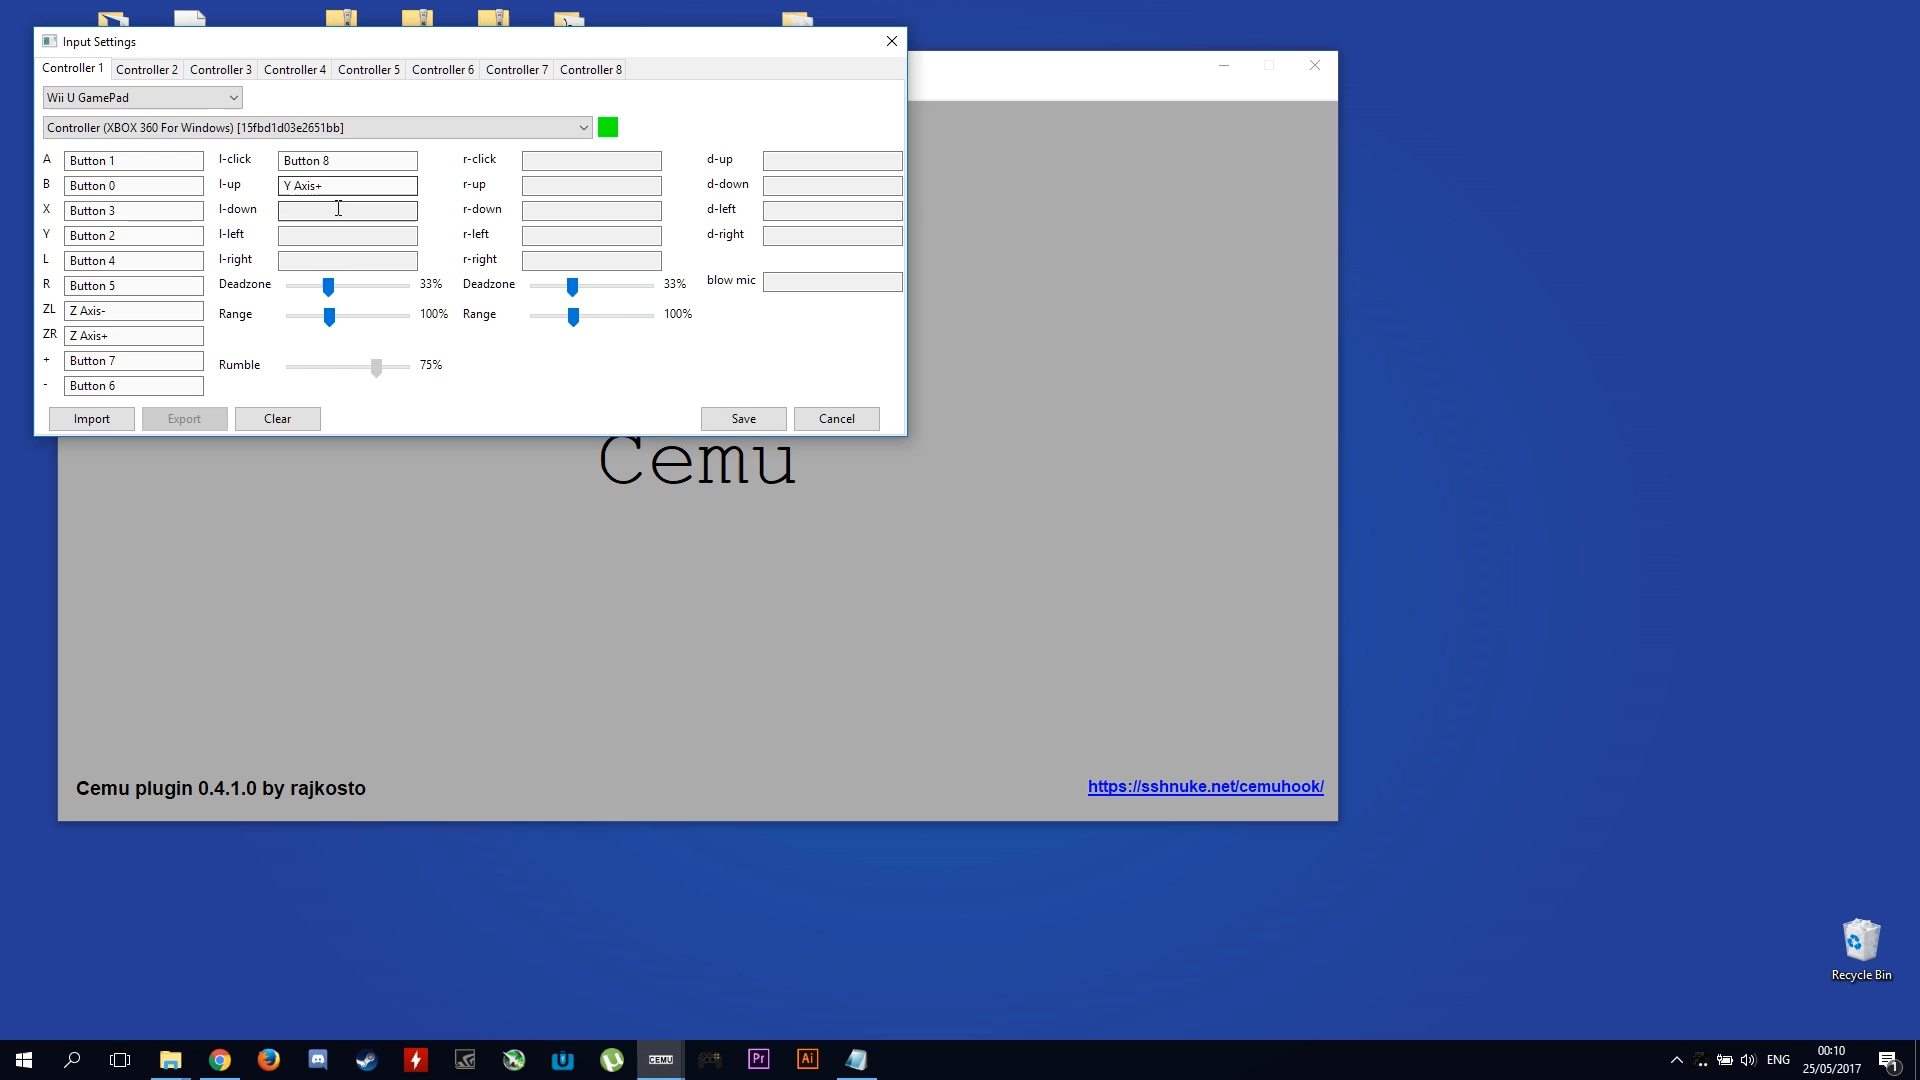 Input Settings
Controller 1 Controller 2 Controller 3 Controller 4 Controller 5 Controller 6 Controller 7 Controller 8
Wii U GamePad
Controller (XBOX 360 For Windows) [15fbd1d03e2651bb]
A Button 1 l-click Button 8 r-click d-up
B Button 0 l-up Y Axis+ r-up d-down
X Button 3 l-down r-down d-left
Y Button 2 l-left r-left d-right
L Button 4 l-right r-right
R Button 5 Deadzone 33% Deadzone 33% blow mic
ZL Z Axis- Range 100% Range 100%
ZR Z Axis+
+ Button 7 Rumble 75%
- Button 6
Import Export Clear Save Cancel
Cemu
Cemu plugin 0.4.1.0 by rajkosto
https://sshnuke.net/cemuhook/
Recycle Bin
CEMU
Pr
Ai
ENG
00:10
25/05/2017
1